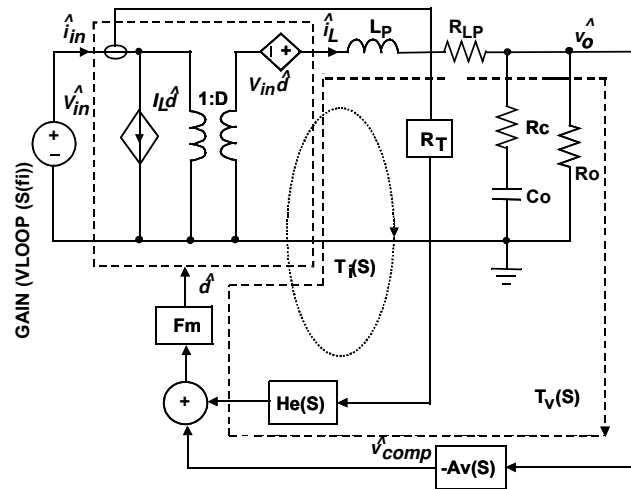 î_in
î_L
L_P
R_LP
v̂_o
V̂_in
I_L d̂
1:D
V_in d̂
R_T
Rc
Ro
Co
+
−
GAIN (VLOOP (S(fi))
T_i(S)
d̂
Fm
+
He(S)
T_V(S)
v̂_comp
-Av(S)